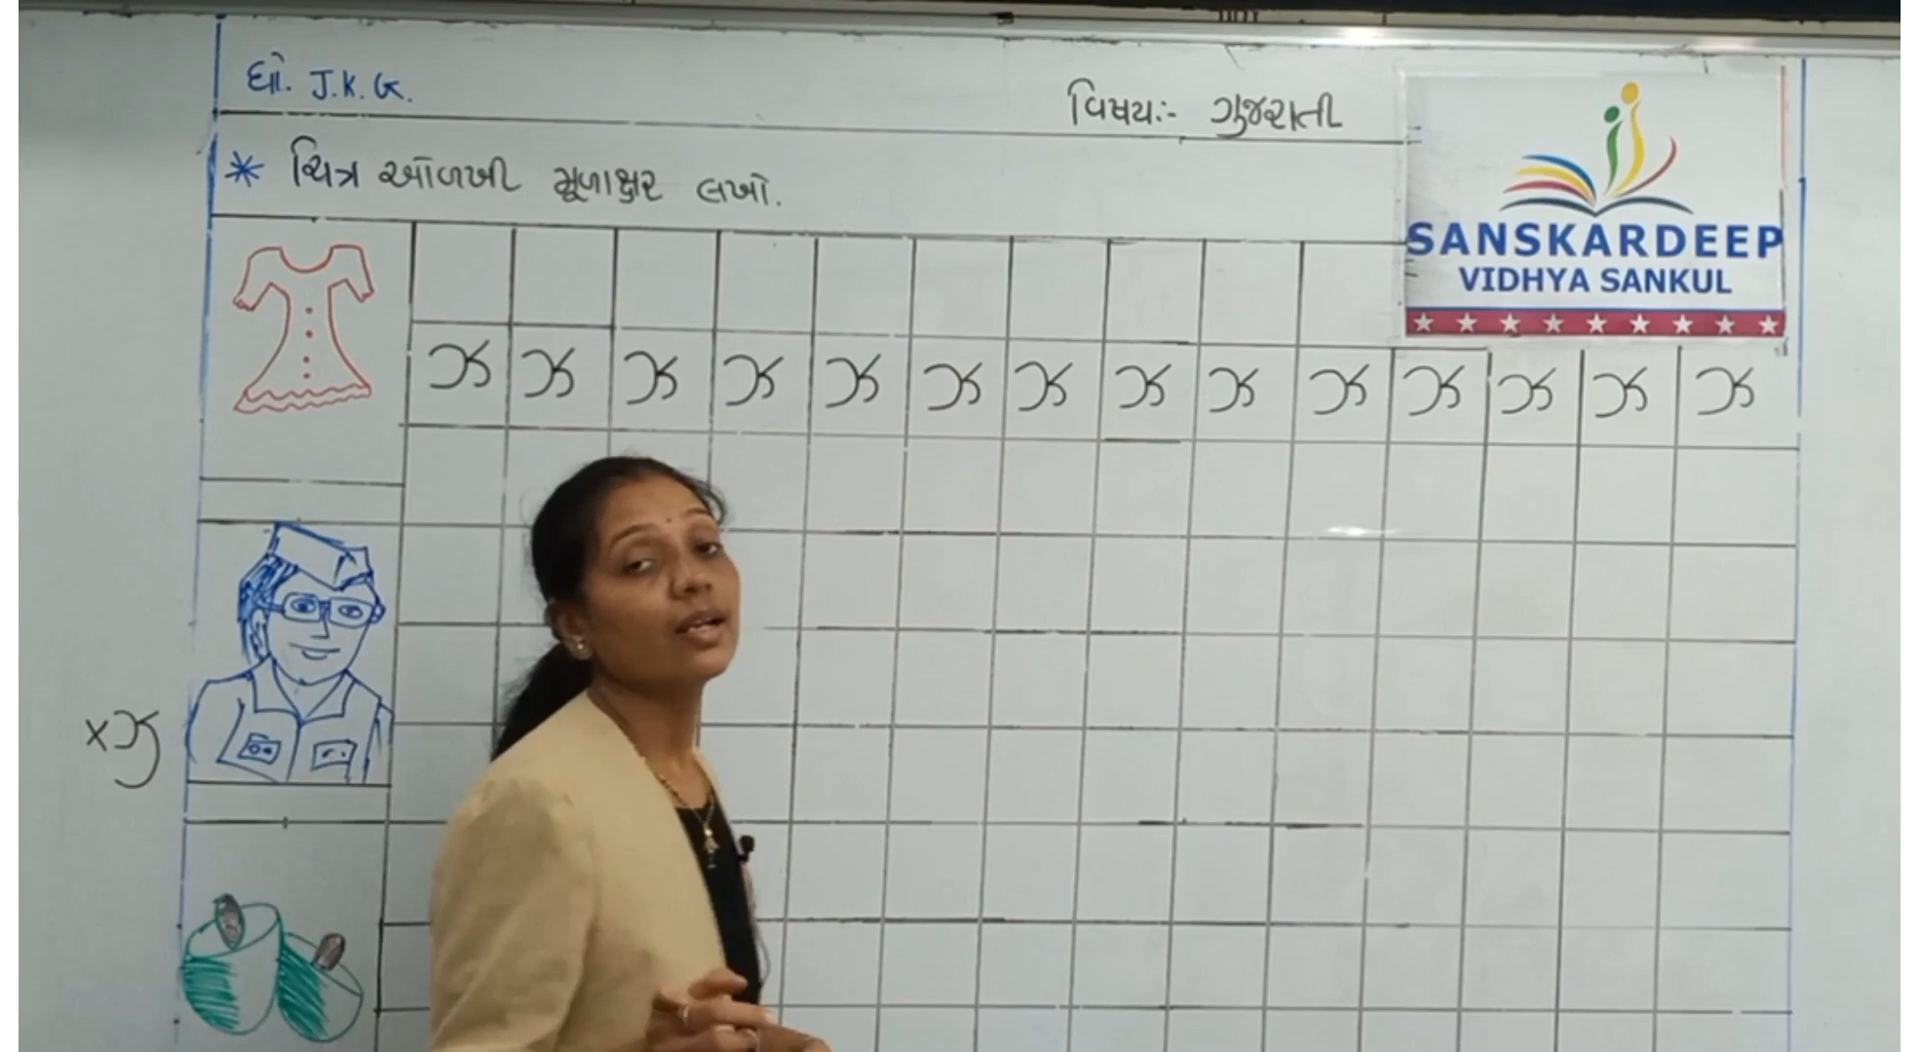 ધો. J.K.G.
વિષય:- ગુજરાતી
* ચિત્ર ઓળખી મૂળાક્ષર લખો.
SANSKARDEEP
VIDHYA SANKUL
ઝ ઝ ઝ ઝ ઝ ઝ ઝ ઝ ઝ ઝ ઝ ઝ ઝ ઝ